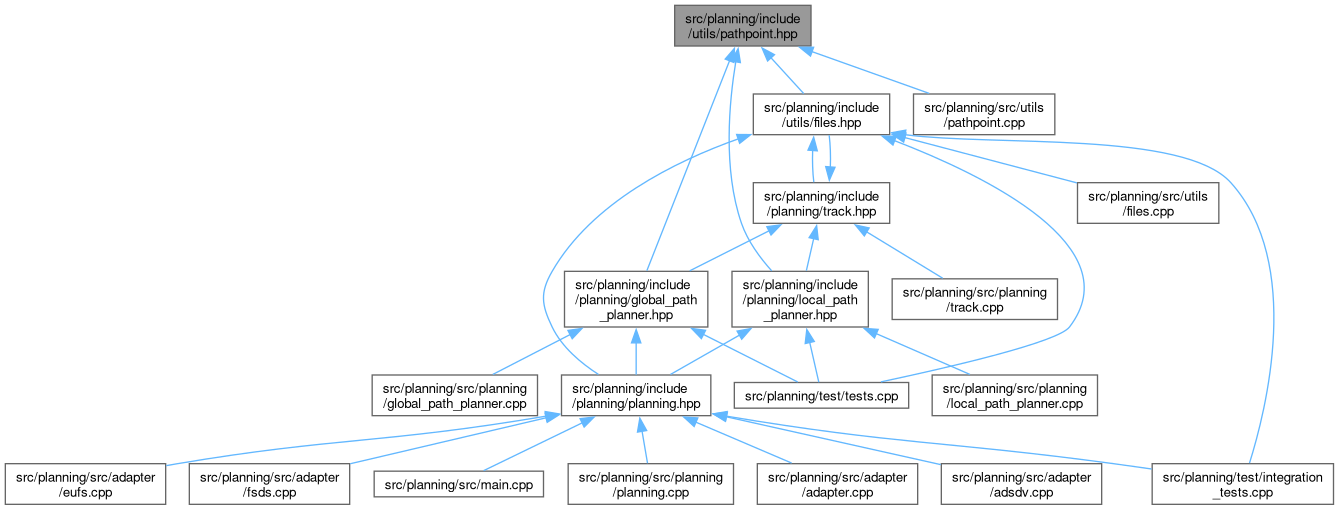 src/planning/include
/utils/pathpoint.hpp
src/planning/include
/utils/files.hpp
src/planning/src/utils
/pathpoint.cpp
src/planning/include
/planning/track.hpp
src/planning/src/utils
/files.cpp
src/planning/include
/planning/global_path
_planner.hpp
src/planning/include
/planning/local_path
_planner.hpp
src/planning/src/planning
/track.cpp
src/planning/src/planning
/global_path_planner.cpp
src/planning/include
/planning/planning.hpp
src/planning/test/tests.cpp
src/planning/src/planning
/local_path_planner.cpp
src/planning/src/adapter
/eufs.cpp
src/planning/src/adapter
/fsds.cpp
src/planning/src/main.cpp
src/planning/src/planning
/planning.cpp
src/planning/src/adapter
/adapter.cpp
src/planning/src/adapter
/adsdv.cpp
src/planning/test/integration
_tests.cpp